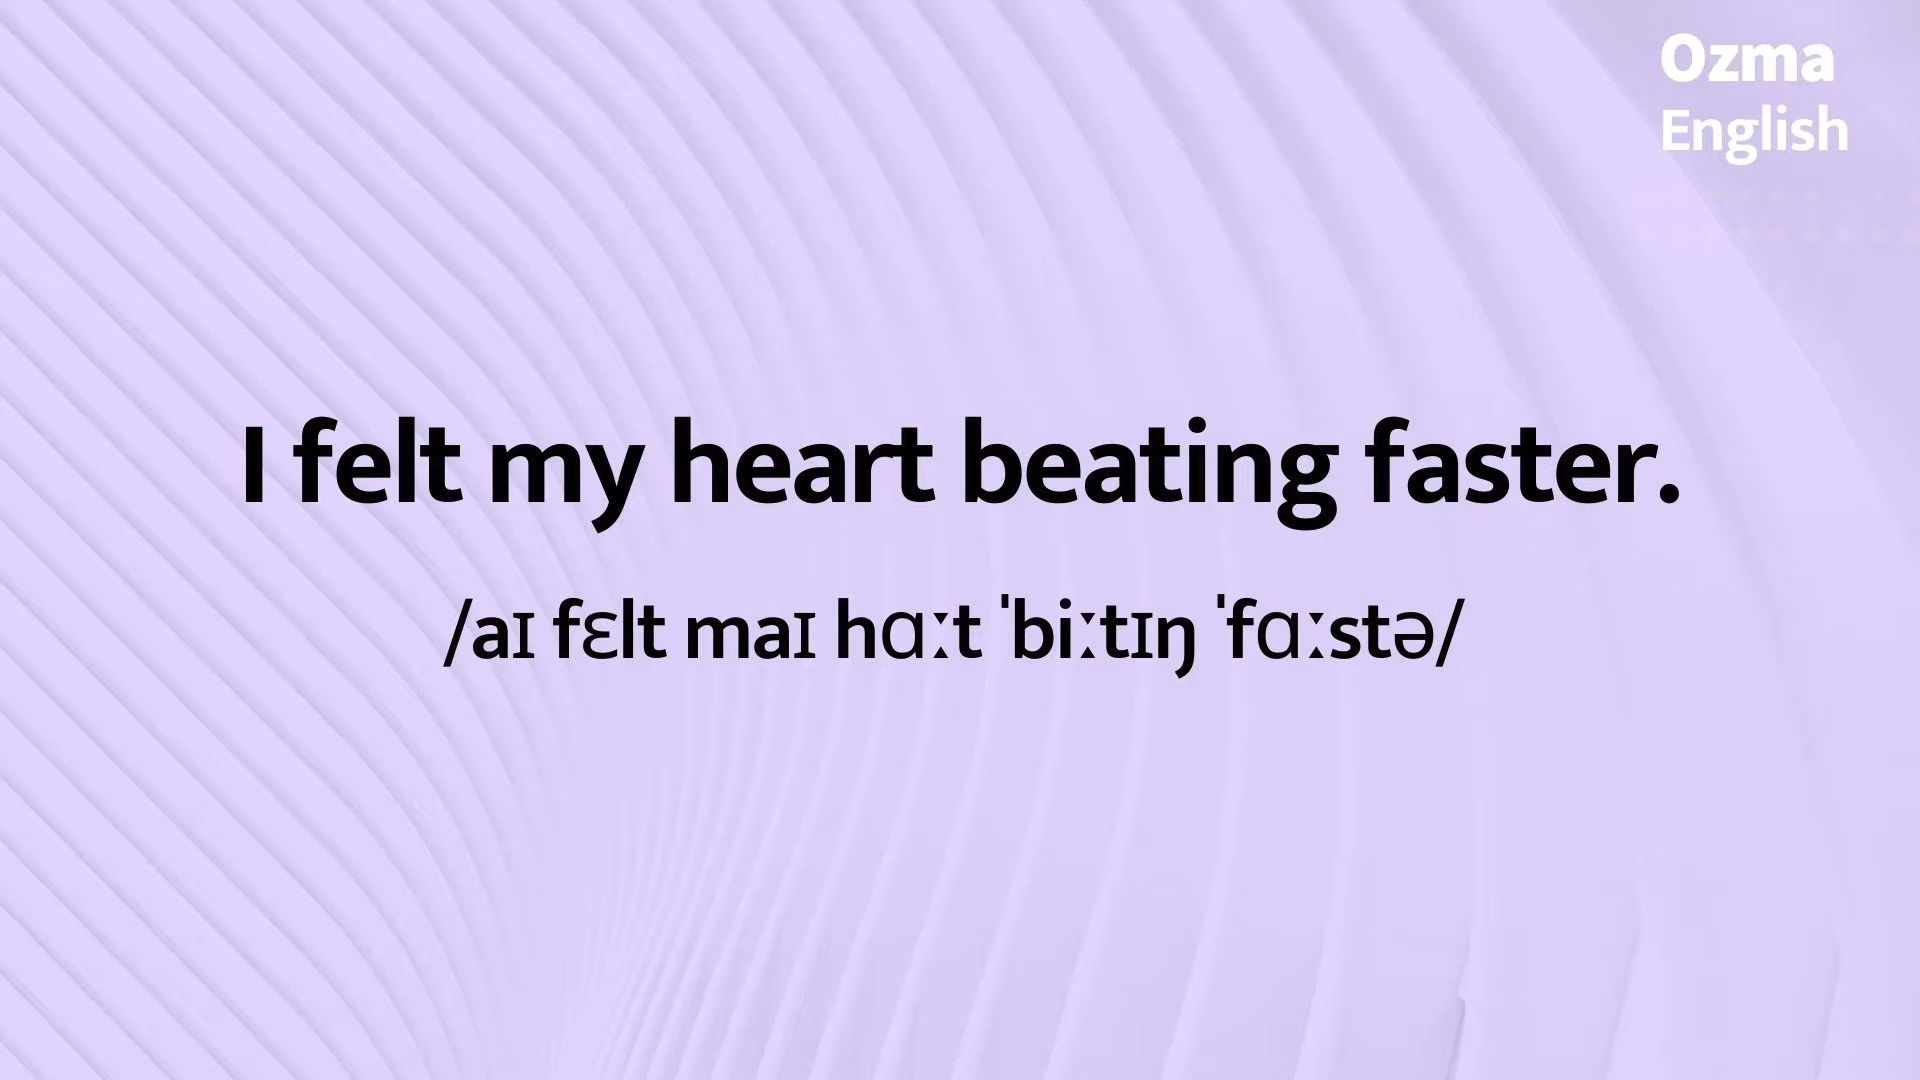 Ozma
English
I felt my heart beating faster.
/aɪ fɛlt maɪ hɑːt ˈbiːtɪŋ ˈfɑːstə/